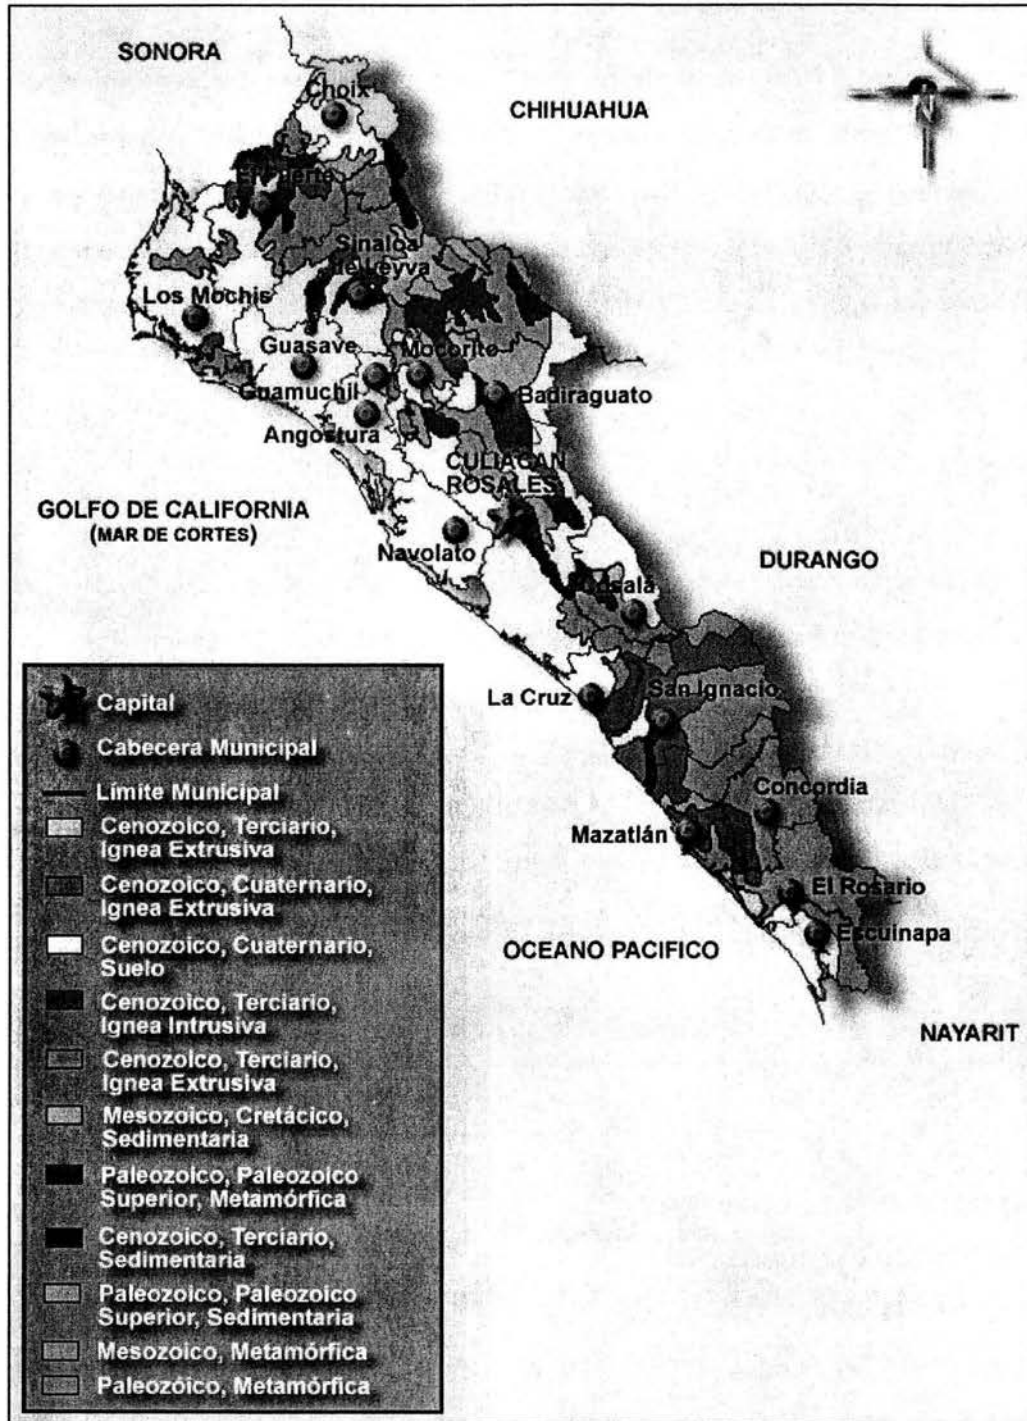 SONORA
CHIHUAHUA
N
Choix
El Fuerte
Sinaloa
de Leyva
Los Mochis
Guasave
Mocorito
Guamuchil
Badiraguato
Angostura
CULIACAN
ROSALES
GOLFO DE CALIFORNIA
(MAR DE CORTES)
Navolato
DURANGO
Cosalá
La Cruz
San Ignacio
Concordia
Mazatlán
El Rosario
Escuinapa
OCEANO PACIFICO
NAYARIT
Capital
Cabecera Municipal
Límite Municipal
Cenozoico, Terciario,
Ignea Extrusiva
Cenozoico, Cuaternario,
Ignea Extrusiva
Cenozoico, Cuaternario,
Suelo
Cenozoico, Terciario,
Ignea Intrusiva
Cenozoico, Terciario,
Ignea Extrusiva
Mesozoico, Cretácico,
Sedimentaria
Paleozoico, Paleozoico
Superior, Metamórfica
Cenozoico, Terciario,
Sedimentaria
Paleozoico, Paleozoico
Superior, Sedimentaria
Mesozoico, Metamórfica
Paleozóico, Metamórfica